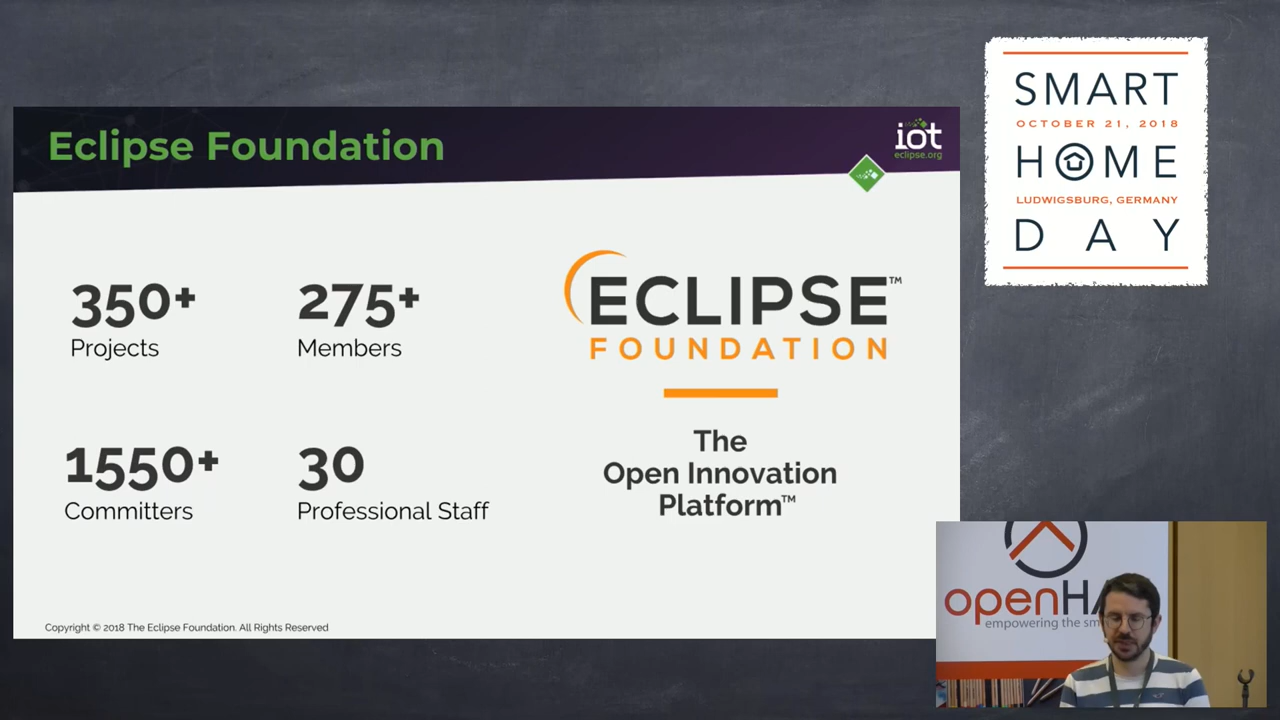 Eclipse Foundation
iot
eclipse.org
350+
Projects
275+
Members
1550+
Committers
30
Professional Staff
ECLIPSE™
FOUNDATION
The
Open Innovation
Platform™
Copyright © 2018 The Eclipse Foundation. All Rights Reserved
SMART
OCTOBER 21, 2018
HOME
LUDWIGSBURG, GERMANY
DAY
openHA
empowering the sm